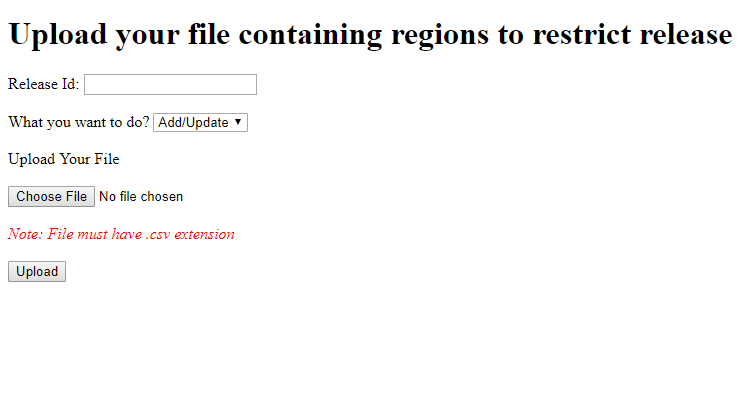 Upload your file containing regions to restrict release
Release Id:
What you want to do? Add/Update
Upload Your File
Choose File No file chosen
Note: File must have .csv extension
Upload